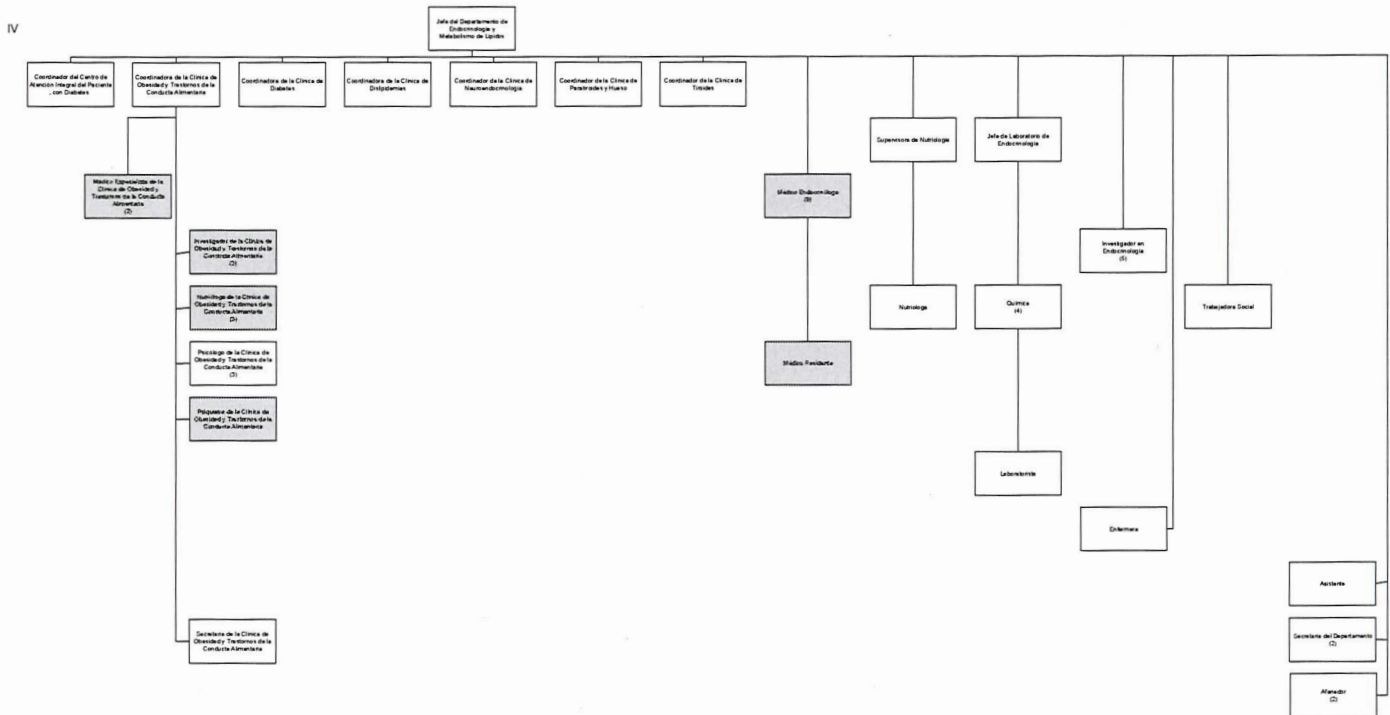 IV
Jefe del Departamento de
Endocrinología y
Metabolismo de Lípidos
Coordinador del Centro de
Atención Integral del Paciente
, con Diabetes
Coordinadora de la Clínica de
Obesidad y Trastornos de la
Conducta Alimentaria
Coordinadora de la Clínica de
Diabetes
Coordinadora de la Clínica de
Dislipidemias
Coordinador de la Clínica de
Neuroendocrinología
Coordinador de la Clínica de
Paratiroides y Hueso
Coordinador de la Clínica de
Tiroides
Supervisora de Nutriología
Jefe de Laboratorio de
Endocrinología
Médico Especialista de la
Clínica de Obesidad y
Trastornos de la Conducta
Alimentaria
(2)
Médico Endocrinólogo
(9)
Investigador de la Clínica de
Obesidad y Trastornos de la
Conducta Alimentaria
(3)
Investigador en
Endocrinología
(5)
Nutrióloga de la Clínica de
Obesidad y Trastornos de la
Conducta Alimentaria
Nutrióloga
Química
(4)
Trabajadora Social
Psicólogo de la Clínica de
Obesidad y Trastornos de la
Conducta Alimentaria
(3)
Médico Residente
Psiquiatra de la Clínica de
Obesidad y Trastornos de la
Conducta Alimentaria
Laboratorista
Enfermera
Asistente
Secretaria de la Clínica de
Obesidad y Trastornos de la
Conducta Alimentaria
Secretaria del Departamento
(2)
Afanador
(2)